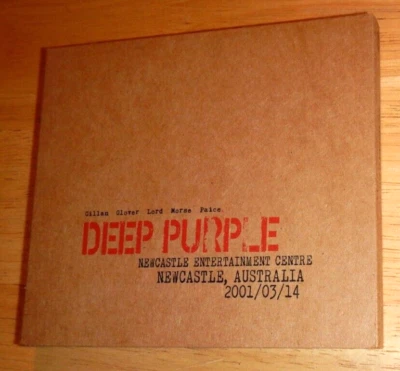 Gillan Glover Lord Morse Paice
DEEP PURPLE
NEWCASTLE ENTERTAINMENT CENTRE
NEWCASTLE, AUSTRALIA
2001/03/14